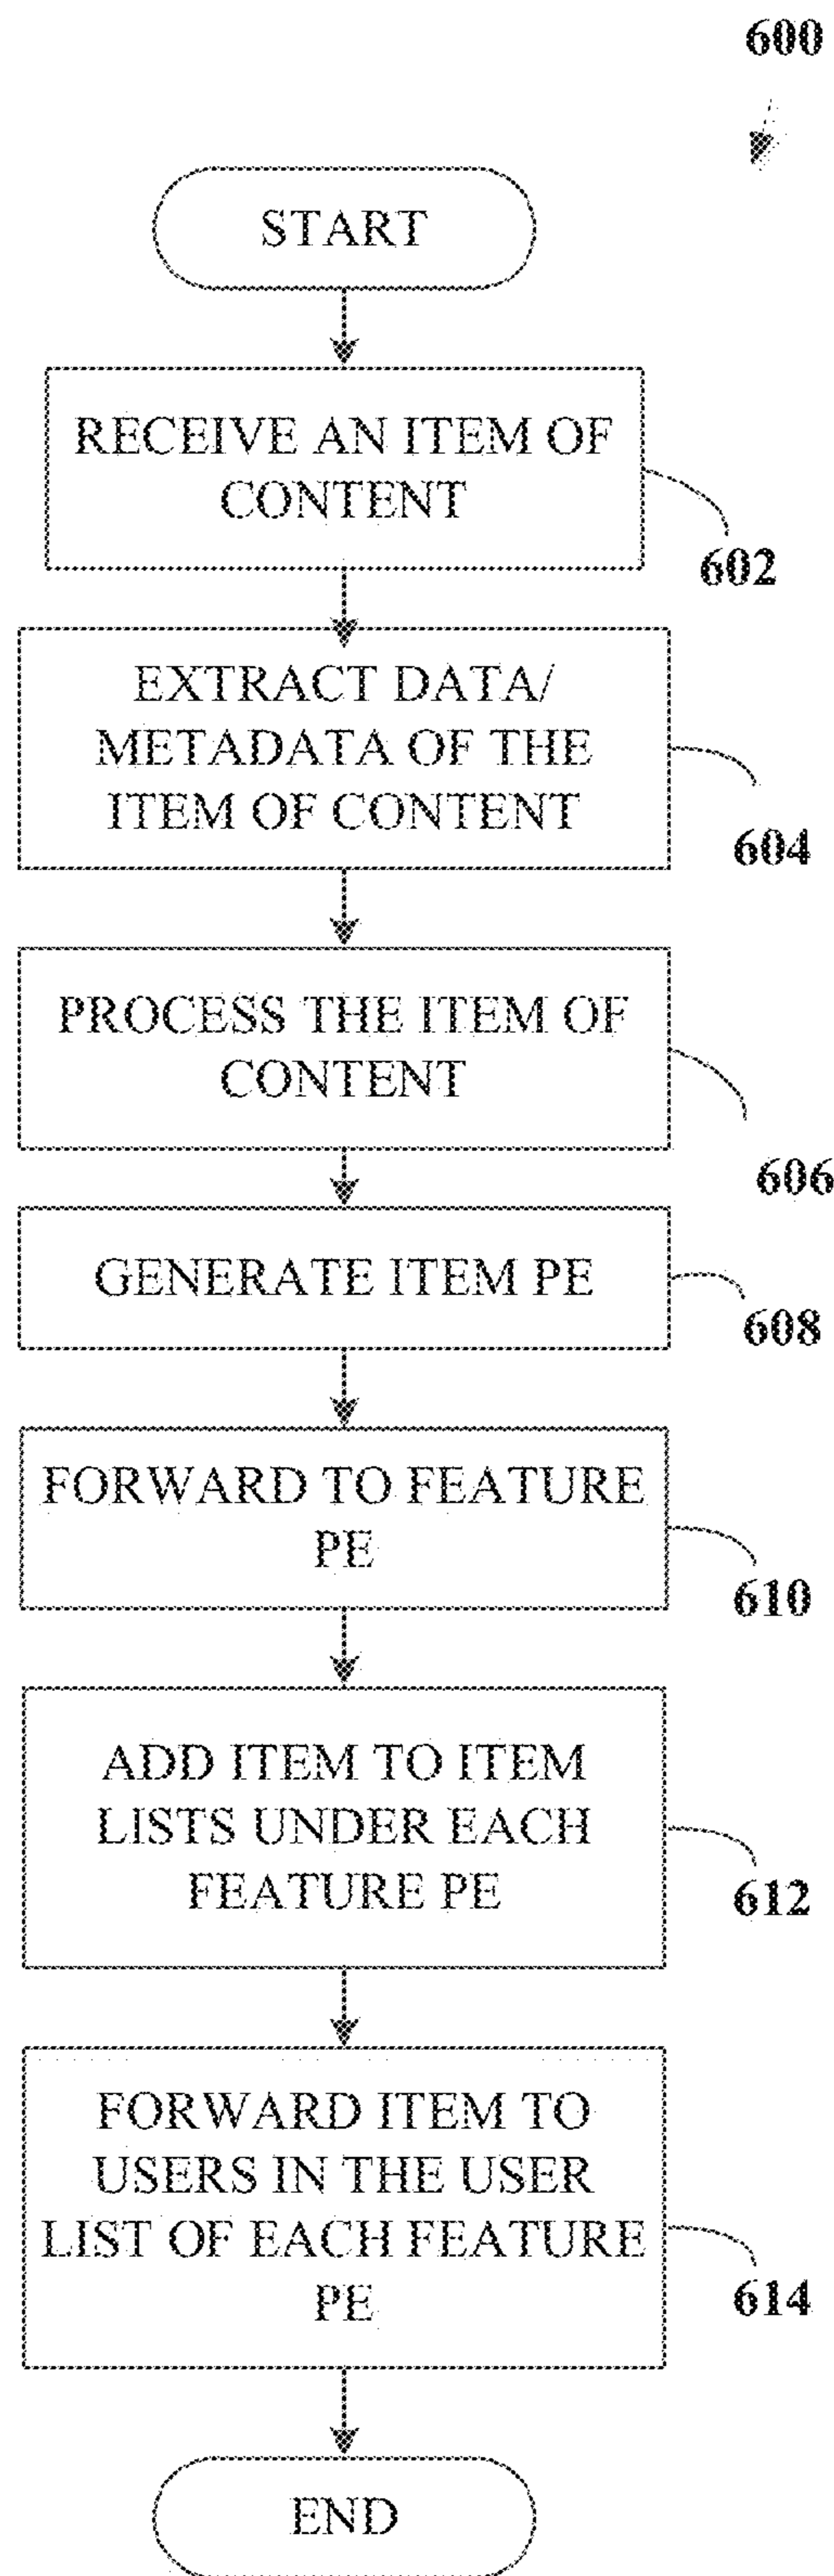 600
START
RECEIVE AN ITEM OF
CONTENT
602
EXTRACT DATA/
METADATA OF THE
ITEM OF CONTENT
604
PROCESS THE ITEM OF
CONTENT
606
GENERATE ITEM PE
608
FORWARD TO FEATURE
PE
610
ADD ITEM TO ITEM
LISTS UNDER EACH
FEATURE PE
612
FORWARD ITEM TO
USERS IN THE USER
LIST OF EACH FEATURE
PE
614
END